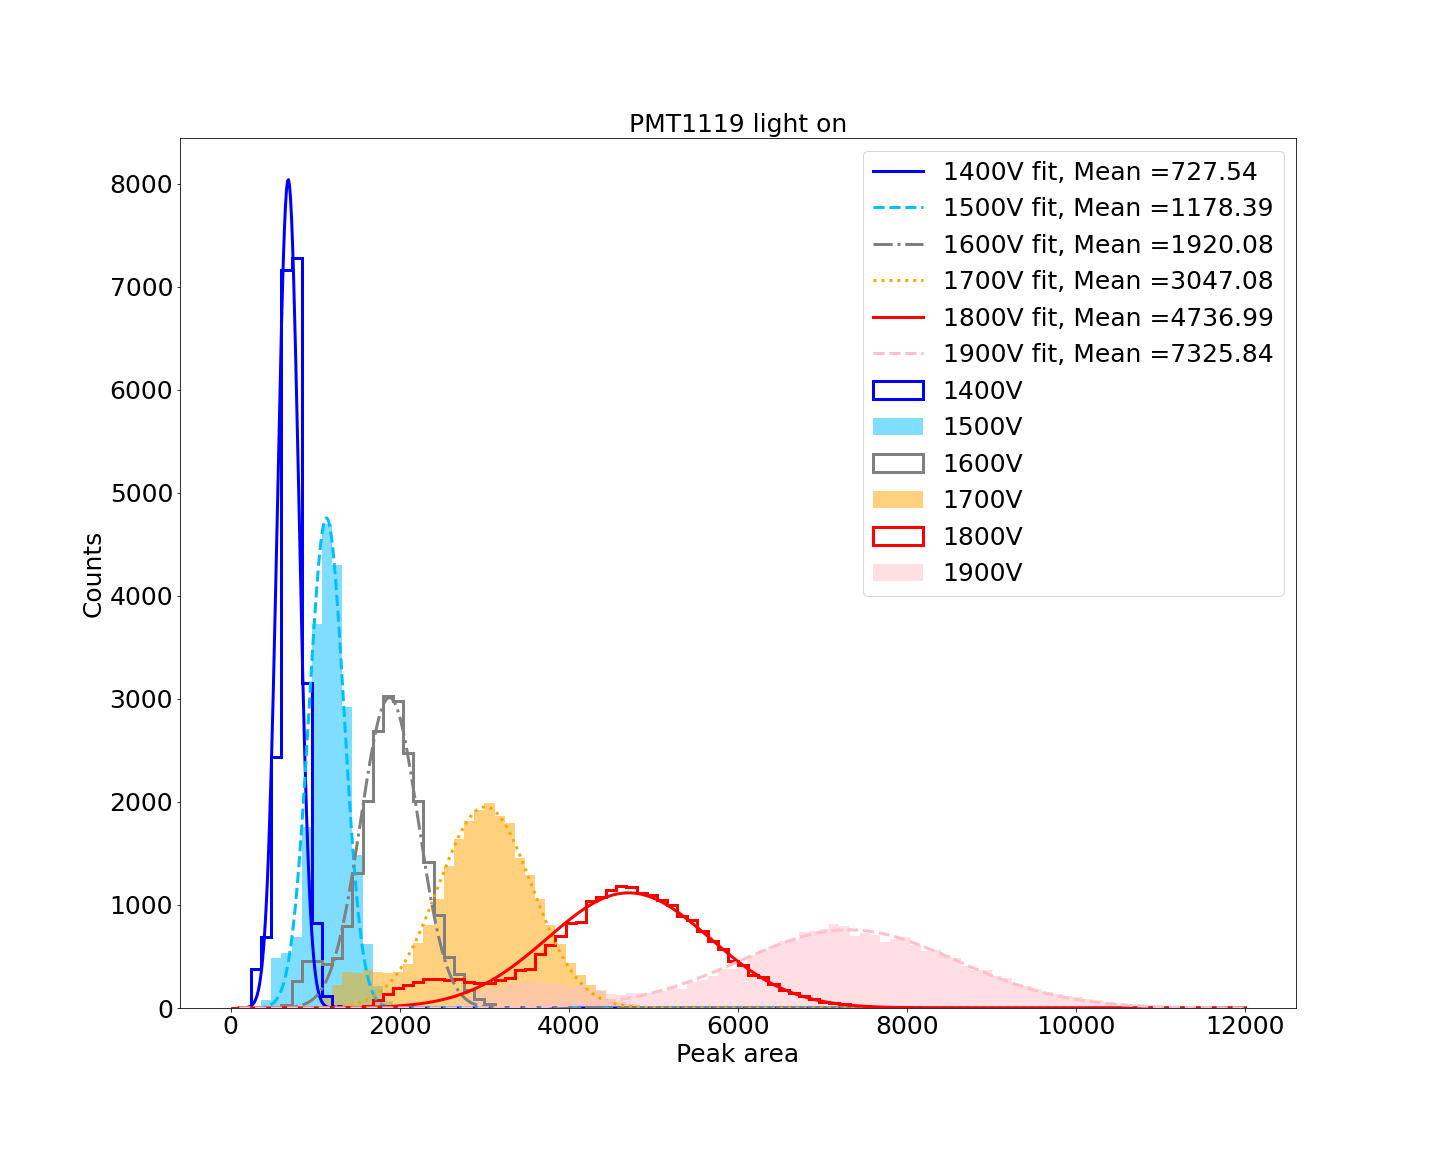 PMT1119 light on
8000
7000
6000
5000
4000
3000
2000
1000
0
Counts
1400V fit, Mean =727.54
1500V fit, Mean =1178.39
1600V fit, Mean =1920.08
1700V fit, Mean =3047.08
1800V fit, Mean =4736.99
1900V fit, Mean =7325.84
1400V
1500V
1600V
1700V
1800V
1900V
0 2000 4000 6000 8000 10000 12000
Peak area